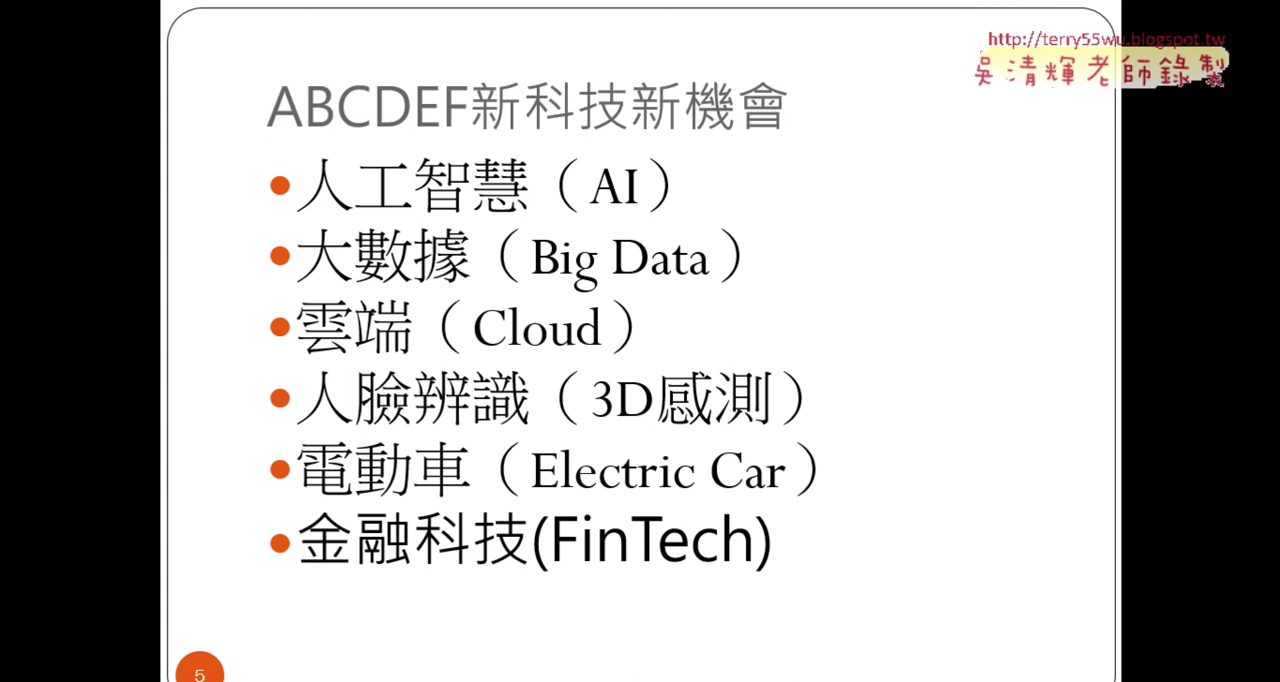 http://terry55wu.blogspot.tw
吳清輝老師錄製
ABCDEF新科技新機會
•人工智慧（AI）
•大數據（Big Data）
•雲端（Cloud）
•人臉辨識（3D感測）
•電動車（Electric Car）
•金融科技(FinTech)
5